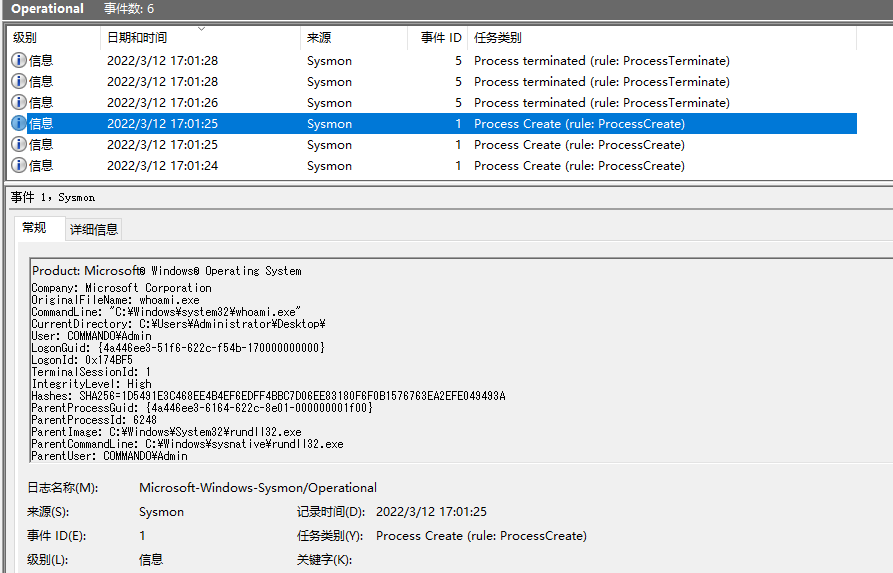 Operational 事件数: 6
级别 日期和时间 来源 事件 ID 任务类别
信息 2022/3/12 17:01:28 Sysmon 5 Process terminated (rule: ProcessTerminate)
信息 2022/3/12 17:01:28 Sysmon 5 Process terminated (rule: ProcessTerminate)
信息 2022/3/12 17:01:26 Sysmon 5 Process terminated (rule: ProcessTerminate)
信息 2022/3/12 17:01:25 Sysmon 1 Process Create (rule: ProcessCreate)
信息 2022/3/12 17:01:25 Sysmon 1 Process Create (rule: ProcessCreate)
信息 2022/3/12 17:01:24 Sysmon 1 Process Create (rule: ProcessCreate)
事件 1，Sysmon
常规 详细信息
Product: Microsoft® Windows® Operating System
Company: Microsoft Corporation
OriginalFileName: whoami.exe
CommandLine: "C:¥Windows¥system32¥whoami.exe"
CurrentDirectory: C:¥Users¥Administrator¥Desktop¥
User: COMMANDO¥Admin
LogonGuid: {4a446ee3-51f6-622c-f54b-170000000000}
LogonId: 0x174BF5
TerminalSessionId: 1
IntegrityLevel: High
Hashes: SHA256=1D5491E3C468EE4B4EF6EDFF4BBC7D06EE83180F6F0B1576763EA2EFE049493A
ParentProcessGuid: {4a446ee3-6164-622c-8e01-000000001f00}
ParentProcessId: 6248
ParentImage: C:¥Windows¥System32¥rundll32.exe
ParentCommandLine: C:¥Windows¥sysnative¥rundll32.exe
ParentUser: COMMANDO¥Admin
日志名称(M): Microsoft-Windows-Sysmon/Operational
来源(S): Sysmon 记录时间(D): 2022/3/12 17:01:25
事件 ID(E): 1 任务类别(Y): Process Create (rule: ProcessCreate)
级别(L): 信息 关键字(K):